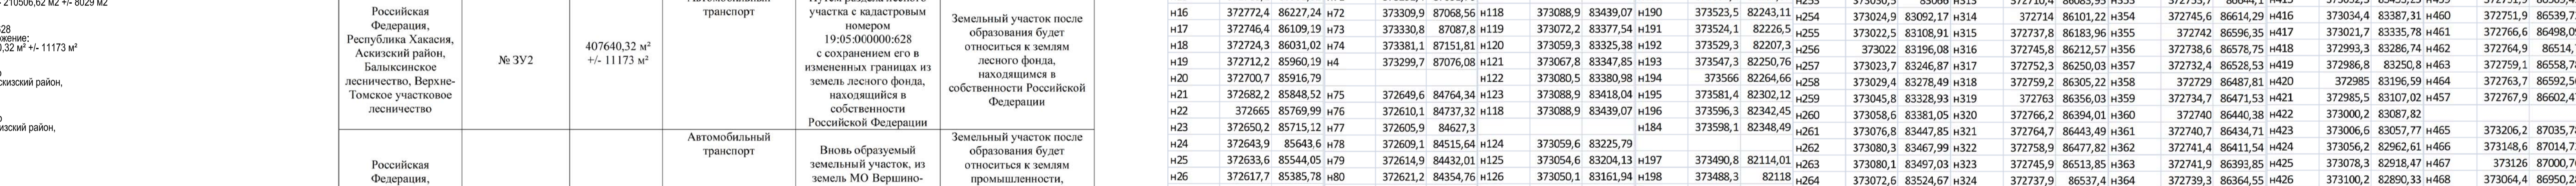 210506,62 м2 +/- 8029 м2
628
0,32 м² +/- 11173 м²
Российская
Федерация,
Республика Хакасия,
Аскизский район,
Балыксинское
лесничество, Верхне-
Томское участковое
лесничество
№ ЗУ2
407640,32 м²
+/- 11173 м²
транспорт
участка с кадастровым
номером
19:05:000000:628
с сохранением его в
измененных границах из
земель лесного фонда,
находящийся в
собственности
Российской Федерации
Земельный участок после
образования будет
относиться к землям
лесного фонда,
находящимся в
собственности Российской
Федерации
Российская
Федерация,
Автомобильный
транспорт
Вновь образуемый
земельный участок, из
земель МО Вершино-
Земельный участок после
образования будет
относиться к землям
промышленности,
н16 372772,4 86227,24 н72 373309,9 87068,56 н118 373088,9 83439,07 н190 373523,5 82243,11 н254 373024,9 83092,17 н314 372714 86101,22 н354 372745,6 86614,29 н416 373034,4 83387,31 н460 372751,9
н17 372746,4 86109,19 н73 373330,8 87087,8 н119 373072,2 83377,54 н191 373524,1 82226,5 н255 373022,5 83108,91 н315 372737,8 86183,96 н355 372742 86596,35 н417 373021,7 83335,78 н461 372766,6
н18 372724,3 86031,02 н74 373381,1 87151,81 н120 373059,3 83325,38 н192 373529,3 82207,3 н256 373022 83196,08 н316 372745,8 86212,57 н356 372738,6 86578,75 н418 372993,3 83286,74 н462 372764,9
н19 372712,2 85960,19 н4 373299,7 87076,08 н121 373067,8 83347,85 н193 373547,3 82250,76 н257 373023,7 83246,87 н317 372752,3 86250,03 н357 372732,4 86528,53 н419 372986,8 83250,8 н463 372759,1
н20 372700,7 85916,79 н122 373080,5 83380,98 н194 373566 82264,66 н258 373029,4 83278,49 н318 372759,2 86305,22 н358 372729 86487,81 н420 372985 83196,59 н464 372763,7
н21 372682,2 85848,52 н75 372649,6 84764,34 н123 373088,9 83418,04 н195 373581,4 82302,12 н259 373045,8 83328,93 н319 372763 86356,03 н359 372734,7 86471,53 н421 372985,5 83107,02 н457 372767,9
н22 372665 85769,99 н76 372610,1 84737,32 н118 373088,9 83439,07 н196 373596,3 82342,45 н260 373058,6 83381,05 н320 372766,2 86394,01 н360 372740 86440,38 н422 373000,2 83087,82
н23 372650,2 85715,12 н77 372605,9 84627,3 н184 373598,1 82348,49 н261 373076,8 83447,85 н321 372764,7 86443,49 н361 372740,7 86434,71 н423 373006,6 83057,77 н465 373206,2
н24 372643,9 85643,6 н78 372609,1 84515,64 н124 373059,6 83225,79 н262 373080,3 83467,99 н322 372758,9 86477,82 н362 372741,4 86411,54 н424 373056,2 82962,61 н466 373148,6
н25 372633,6 85544,05 н79 372614,9 84432,01 н125 373054,6 83204,13 н197 373490,8 82114,01 н263 373080,1 83497,03 н323 372745,9 86513,85 н363 372741,9 86393,85 н425 373078,3 82918,47 н467 373126
н26 372617,7 85385,78 н80 372621,2 84354,76 н126 373050,1 83161,94 н198 373488,3 82118 н264 373072,6 83524,67 н324 372737,9 86537,4 н364 372739,3 86364,55 н426 373100,2 82890,33 н468 373064,4